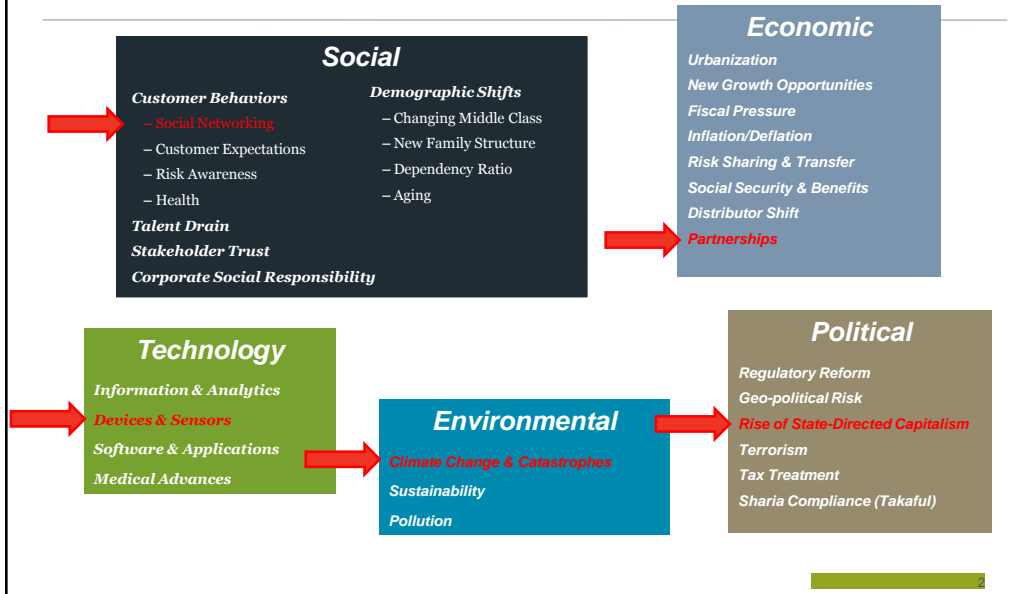 Social
Customer Behaviors
– Social Networking
– Customer Expectations
– Risk Awareness
– Health
Talent Drain
Stakeholder Trust
Corporate Social Responsibility
Demographic Shifts
– Changing Middle Class
– New Family Structure
– Dependency Ratio
– Aging
Economic
Urbanization
New Growth Opportunities
Fiscal Pressure
Inflation/Deflation
Risk Sharing & Transfer
Social Security & Benefits
Distributor Shift
Partnerships
Technology
Information & Analytics
Devices & Sensors
Software & Applications
Medical Advances
Environmental
Climate Change & Catastrophes
Sustainability
Pollution
Political
Regulatory Reform
Geo-political Risk
Rise of State-Directed Capitalism
Terrorism
Tax Treatment
Sharia Compliance (Takaful)
2